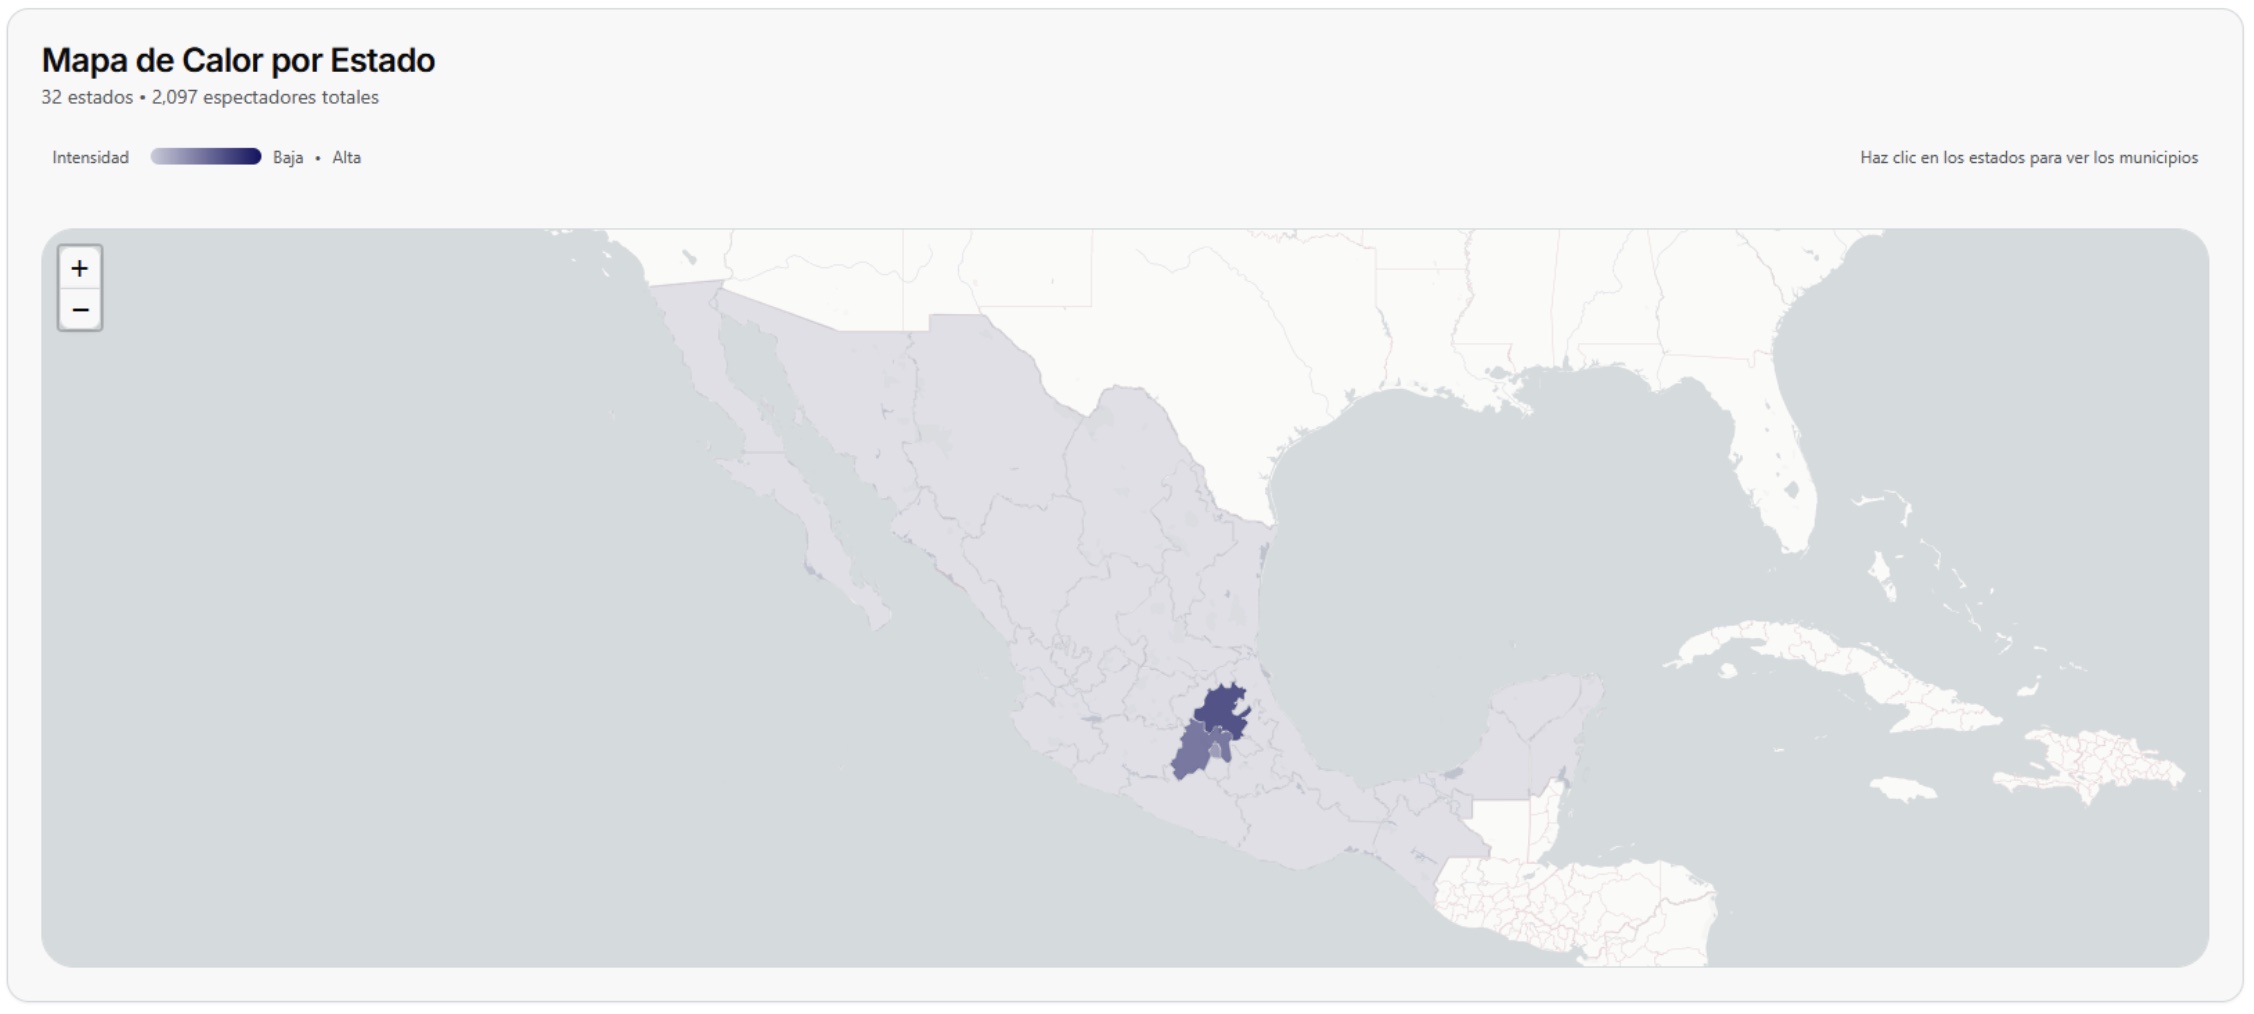 Mapa de Calor por Estado
32 estados • 2,097 espectadores totales
Intensidad Baja • Alta
Haz clic en los estados para ver los municipios
+
−